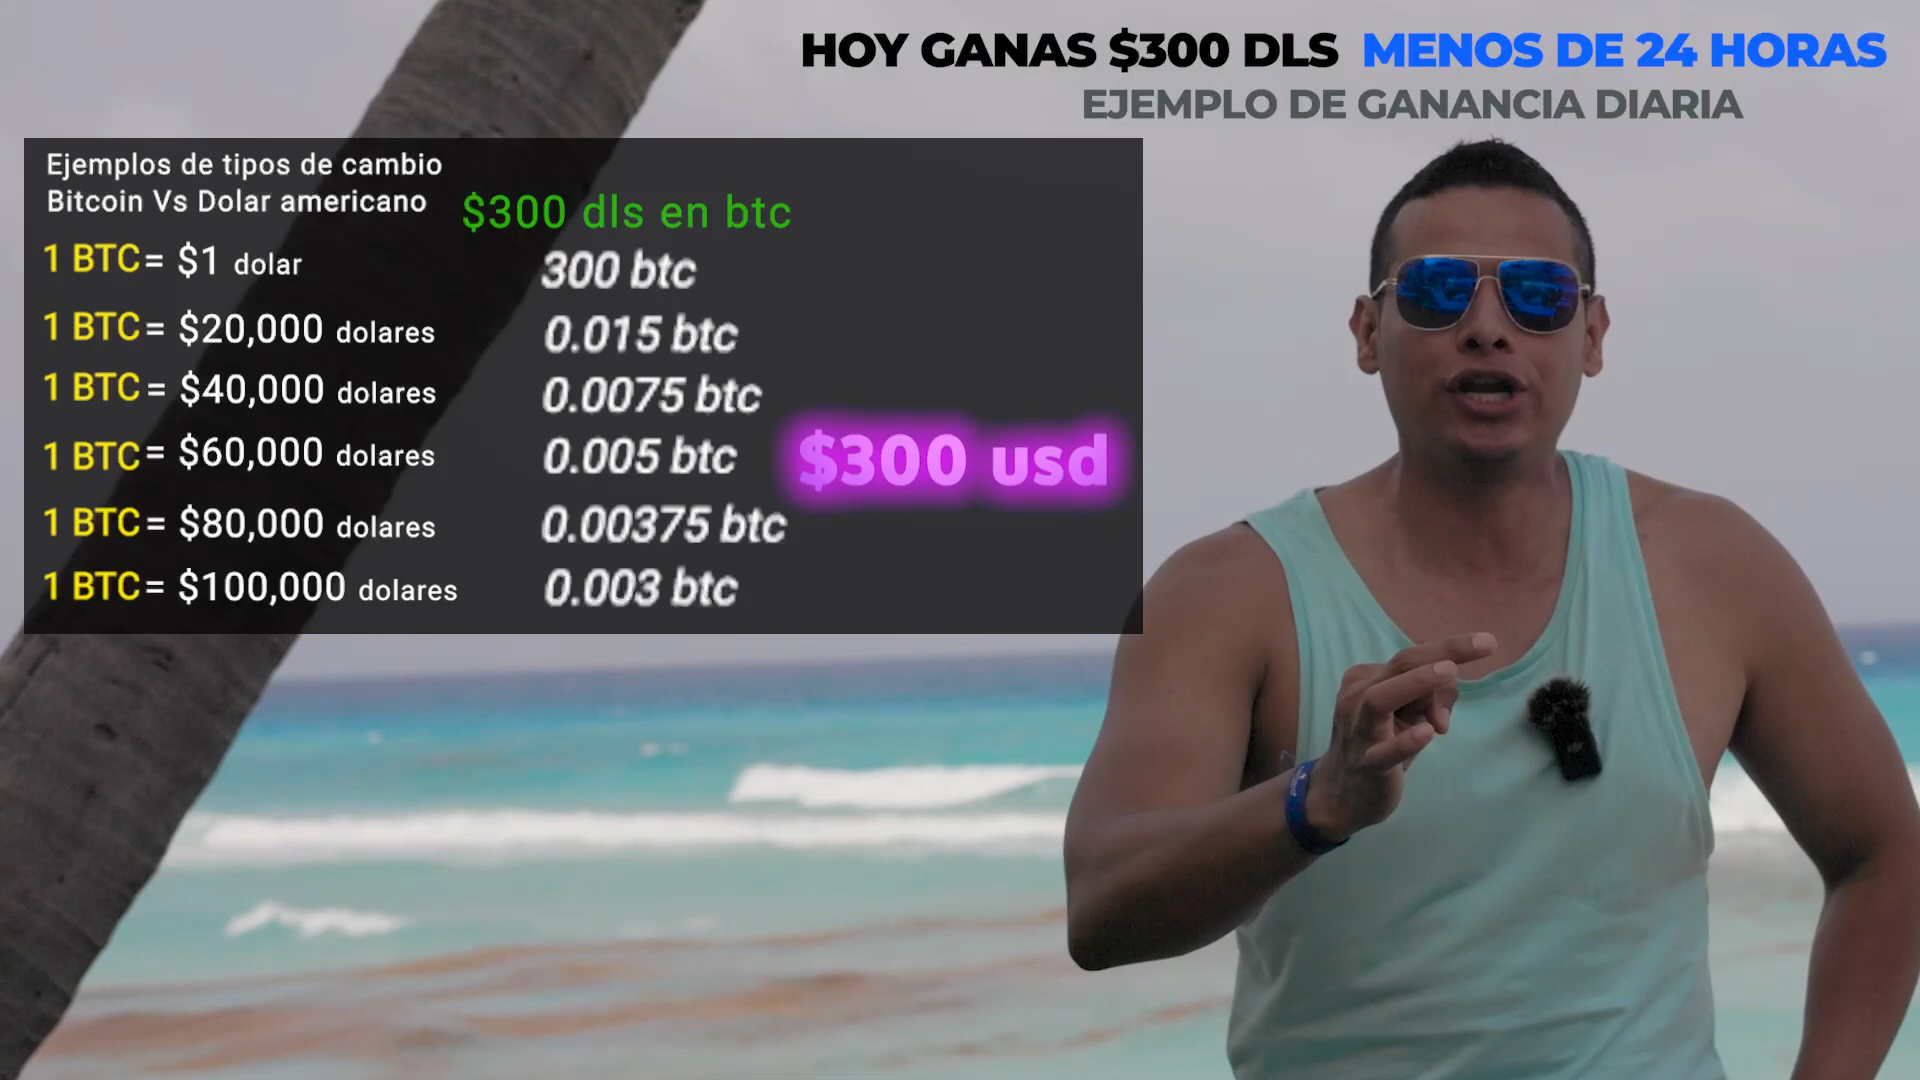 HOY GANAS $300 DLS MENOS DE 24 HORAS
EJEMPLO DE GANANCIA DIARIA
Ejemplos de tipos de cambio
Bitcoin Vs Dolar americano
$300 dls en btc
1 BTC= $1 dolar 300 btc
1 BTC= $20,000 dolares 0.015 btc
1 BTC= $40,000 dolares 0.0075 btc
1 BTC= $60,000 dolares 0.005 btc $300 usd
1 BTC= $80,000 dolares 0.00375 btc
1 BTC= $100,000 dolares 0.003 btc
dji